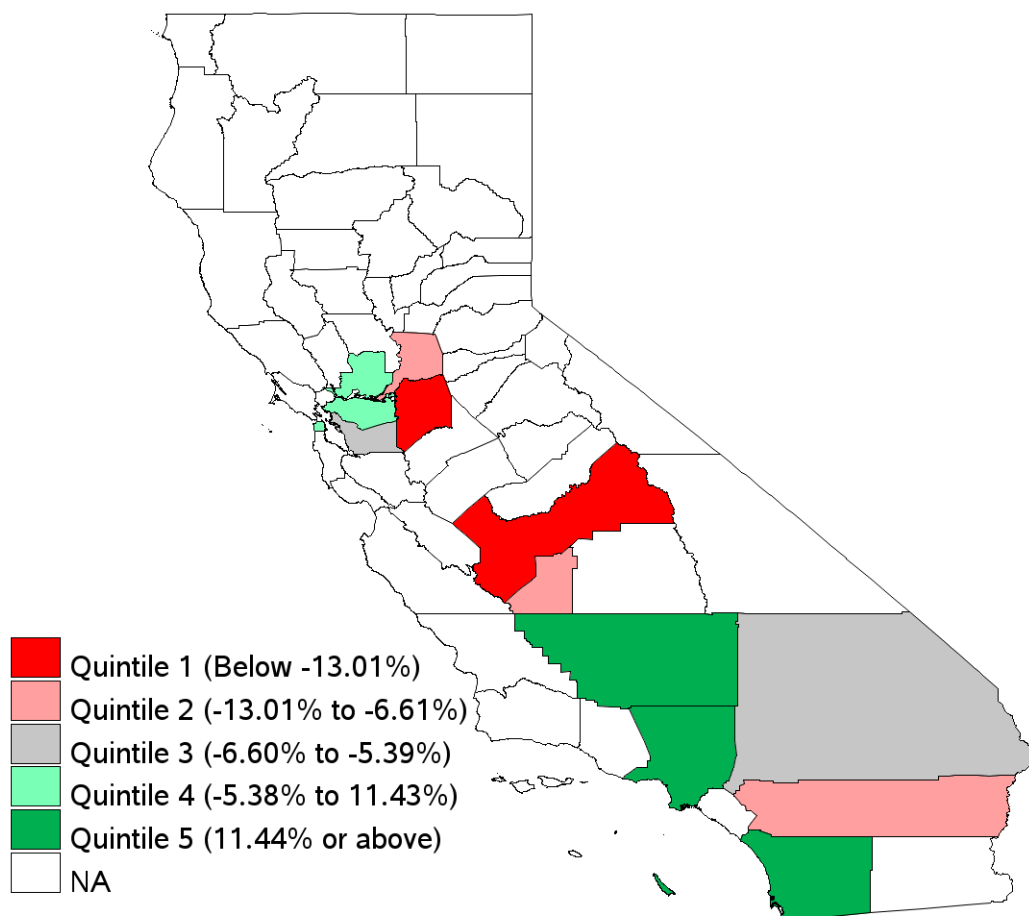 Quintile 1 (Below -13.01%)
Quintile 2 (-13.01% to -6.61%)
Quintile 3 (-6.60% to -5.39%)
Quintile 4 (-5.38% to 11.43%)
Quintile 5 (11.44% or above)
NA